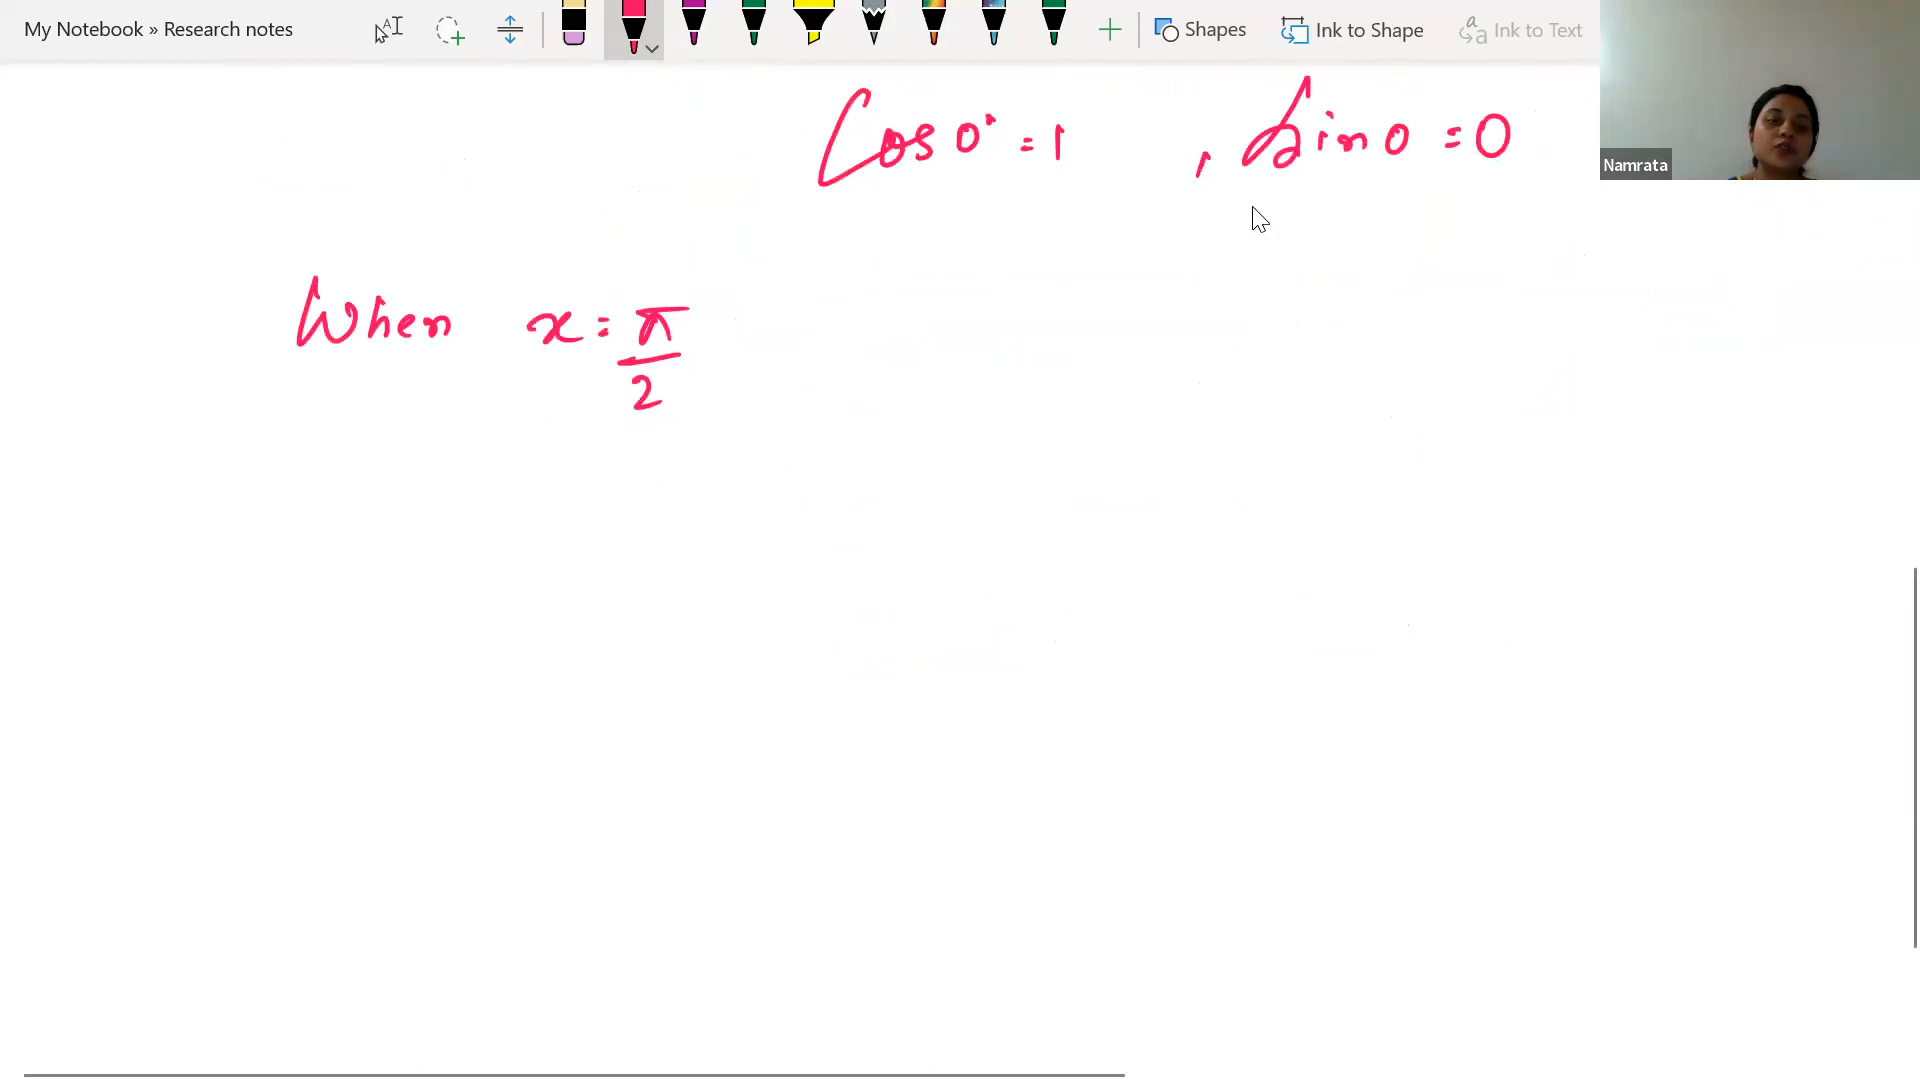 My Notebook » Research notes
Shapes
Ink to Shape
Ink to Text
Namrata
Cos 0° = 1 , Sin 0 = 0
When x = π/2